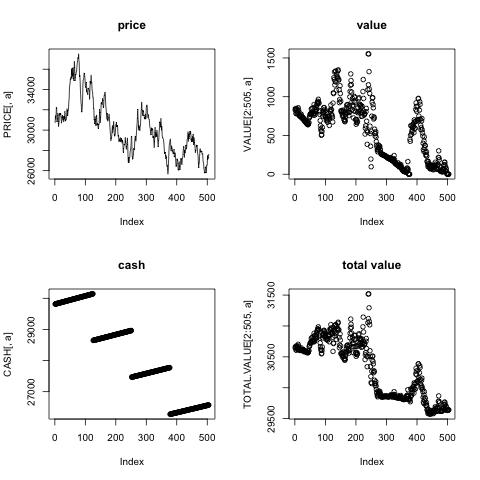 price
PRICE[, a]
26000 30000 34000
0 100 200 300 400 500
Index
value
VALUE[2:505, a]
0 500 1000 1500
0 100 200 300 400 500
Index
cash
CASH[, a]
27000 29000
0 100 200 300 400 500
Index
total value
TOTAL.VALUE[2:505, a]
29500 30500 31500
0 100 200 300 400 500
Index